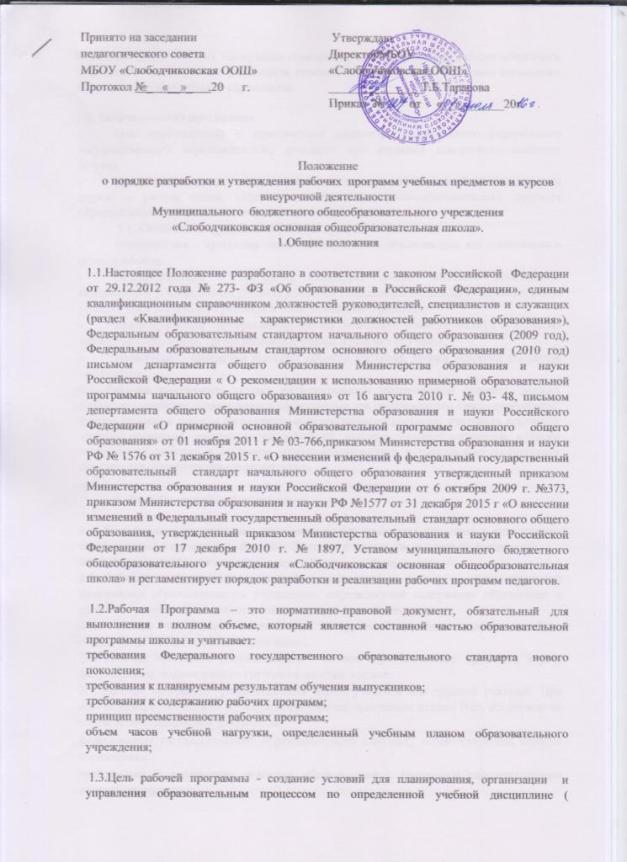 Принято на заседании
педагогического совета
МБОУ «Слободчиковская ООШ»
Протокол № « » .20 г.
Утверждаю
Директор МБОУ
«Слободчиковская ООШ»
Т.Б.Тарасова
Приказ № от « » 2016 г.
Положение
о порядке разработки и утверждения рабочих программ учебных предметов и курсов
внеурочной деятельности
Муниципального бюджетного общеобразовательного учреждения
«Слободчиковская основная общеобразовательная школа».
1.Общие положния
1.1.Настоящее Положение разработано в соответствии с законом Российской Федерации
от 29.12.2012 года № 273- ФЗ «Об образовании в Российской Федерации», единым
квалификационным справочником должностей руководителей, специалистов и служащих
(раздел «Квалификационные характеристики должностей работников образования»),
Федеральным образовательным стандартом начального общего образования (2009 год),
Федеральным образовательным стандартом основного общего образования (2010 год)
письмом департамента общего образования Министерства образования и науки
Российской Федерации « О рекомендации к использованию примерной образовательной
программы начального общего образования» от 16 августа 2010 г. № 03- 48, письмом
департамента общего образования Министерства образования и науки Российского
Федерации «О примерной основной образовательной программе основного общего
образования» от 01 ноября 2011 г № 03-766,приказом Министерства образования и науки
РФ № 1576 от 31 декабря 2015 г. «О внесении изменений ф федеральный государственный
образовательный стандарт начального общего образования утвержденный приказом
Министерства образования и науки Российской Федерации от 6 октября 2009 г. №373,
приказом Министерства образования и науки РФ №1577 от 31 декабря 2015 г «О внесении
изменений в Федеральный государственный образовательный стандарт основного общего
образования, утвержденный приказом Министерства образования и науки Российской
Федерации от 17 декабря 2010 г. № 1897, Уставом муниципального бюджетного
общеобразовательного учреждения «Слободчиковская основная общеобразовательная
школа» и регламентирует порядок разработки и реализации рабочих программ педагогов.
1.2.Рабочая Программа – это нормативно-правовой документ, обязательный для
выполнения в полном объеме, который является составной частью образовательной
программы школы и учитывает:
требования Федерального государственного образовательного стандарта нового
поколения;
требования к планируемым результатам обучения выпускников;
требования к содержанию рабочих программ;
принцип преемственности рабочих программ;
объем часов учебной нагрузки, определенный учебным планом образовательного
учреждения;
1.3.Цель рабочей программы - создание условий для планирования, организации и
управления образовательным процессом по определенной учебной дисциплине (